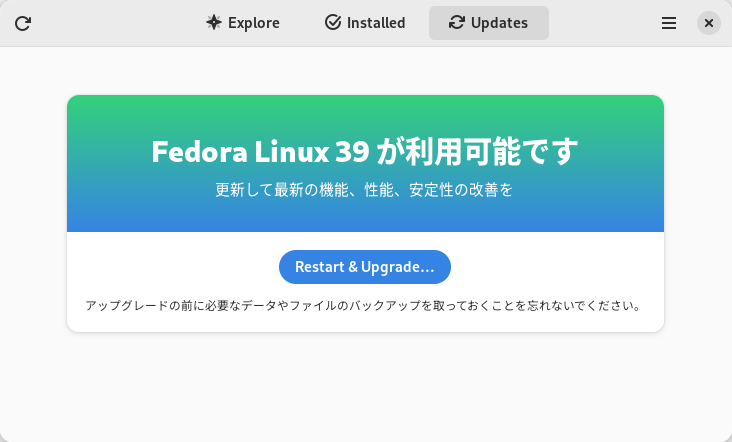 Explore Installed Updates
Fedora Linux 39 が利用可能です
更新して最新の機能、性能、安定性の改善を
Restart & Upgrade...
アップグレードの前に必要なデータやファイルのバックアップを取っておくことを忘れないでください。